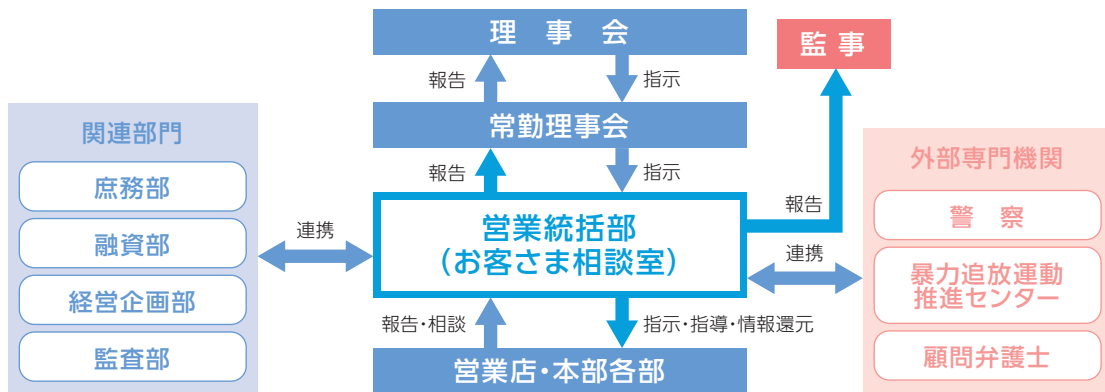 理 事 会
監 事
報告
指示
常勤理事会
関連部門
庶務部
融資部
経営企画部
監査部
報告
指示
外部専門機関
警 察
暴力追放運動
推進センター
顧問弁護士
連携
営業統括部
(お客さま相談室)
報告
連携
報告・相談
指示・指導・情報還元
営業店・本部各部